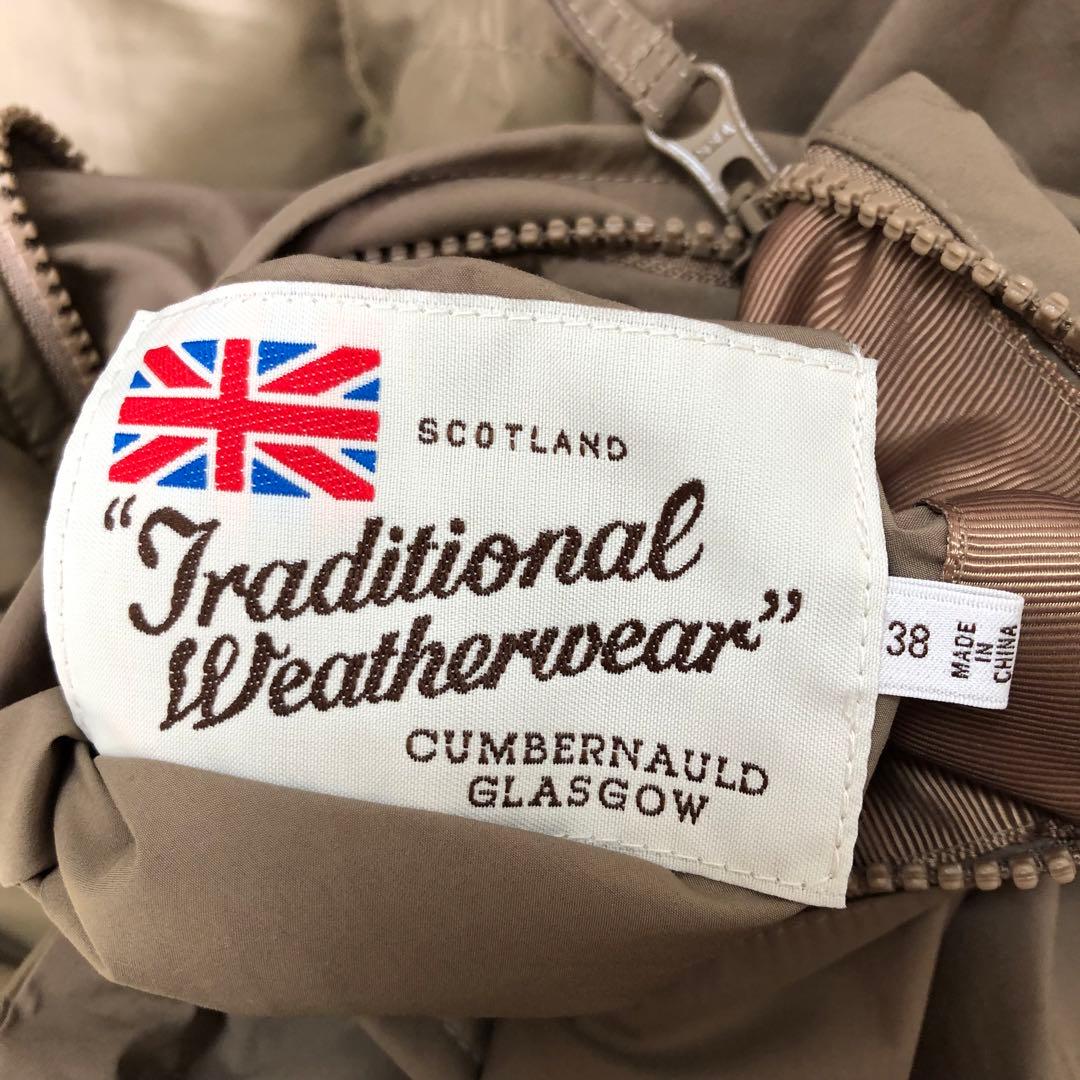 SCOTLAND
"Traditional
Weatherwear"
CUMBERNAULD
GLASGOW
38
MADE
IN
CHINA